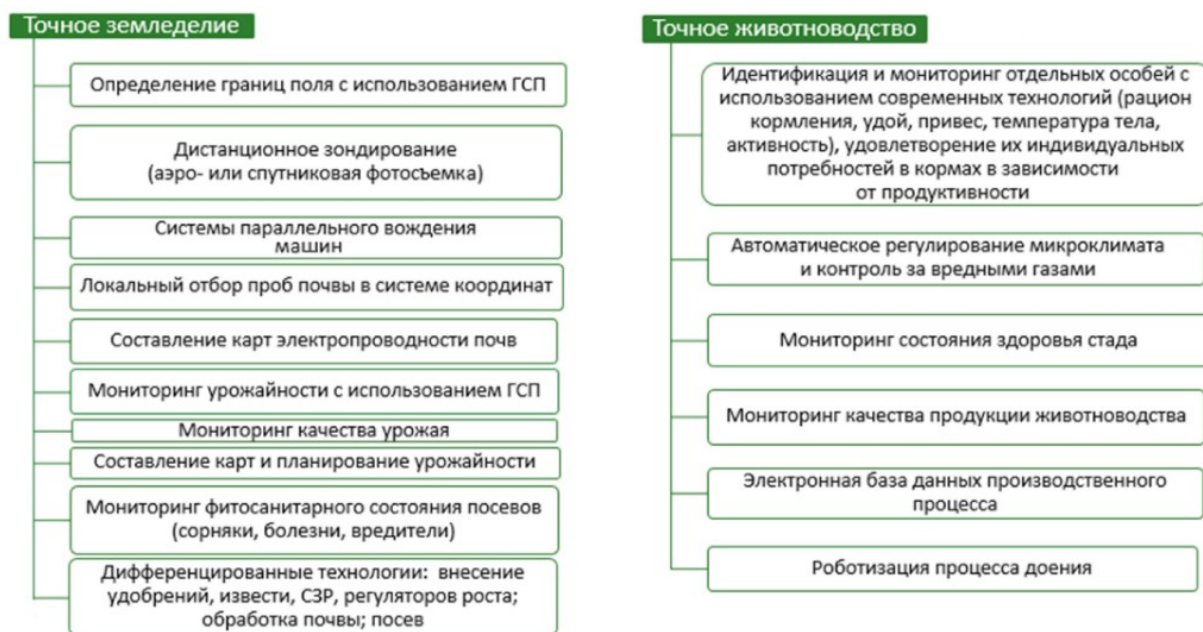 Точное земледелие
Определение границ поля с использованием ГСП
Дистанционное зондирование
(аэро- или спутниковая фотосъемка)
Системы параллельного вождения
машин
Локальный отбор проб почвы в системе координат
Составление карт электропроводности почв
Мониторинг урожайности с использованием ГСП
Мониторинг качества урожая
Составление карт и планирование урожайности
Мониторинг фитосанитарного состояния посевов
(сорняки, болезни, вредители)
Дифференцированные технологии: внесение
удобрений, извести, СЗР, регуляторов роста;
обработка почвы; посев
Точное животноводство
Идентификация и мониторинг отдельных особей с
использованием современных технологий (рацион
кормления, удой, привес, температура тела,
активность), удовлетворение их индивидуальных
потребностей в кормах в зависимости
от продуктивности
Автоматическое регулирование микроклимата
и контроль за вредными газами
Мониторинг состояния здоровья стада
Мониторинг качества продукции животноводства
Электронная база данных производственного
процесса
Роботизация процесса доения